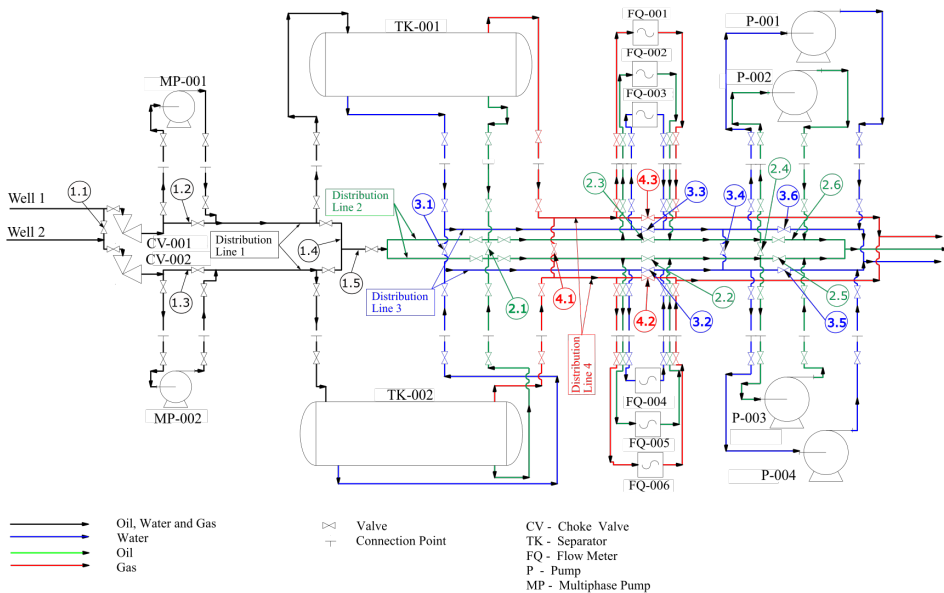 TK-001
FQ-001
P-001
FQ-002
P-002
MP-001
FQ-003
1.1
1.2
2.3
4.3
3.3
3.4
2.4
3.6
2.6
Well 1
Distribution
Line 2
3.1
Well 2
CV-001
Distribution
Line 1
1.4
CV-002
1.5
1.3
Distribution
Line 3
2.1
4.1
4.2
3.2
2.2
3.5
2.5
Distribution
Line 4
MP-002
TK-002
FQ-004
P-003
FQ-005
FQ-006
P-004
Oil, Water and Gas
Water
Oil
Gas
Valve
Connection Point
CV - Choke Valve
TK - Separator
FQ - Flow Meter
P - Pump
MP - Multiphase Pump